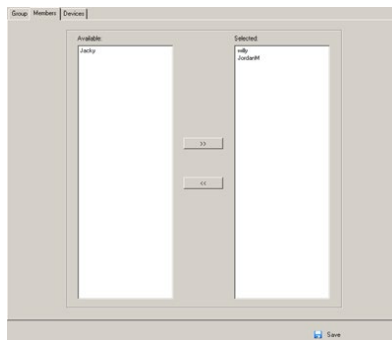 Group Members Devices
Available: Selected:
Jacky willy
JordanM
>>
<<
Save